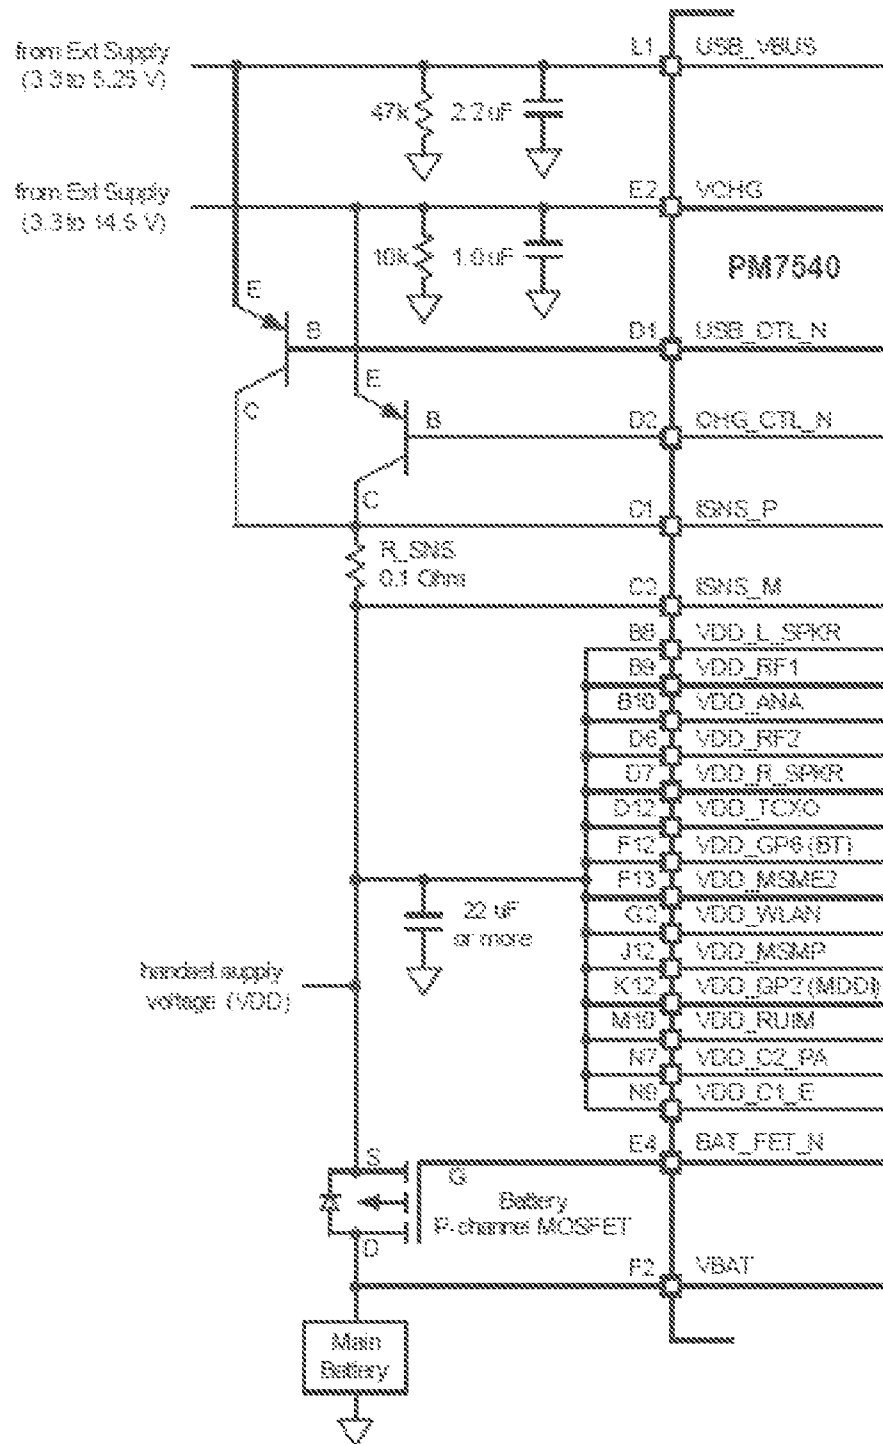 from Ext Supply
(3.3 to 5.25 V)
L1 USB_VBUS
47k 2.2 uF
from Ext Supply
(3.3 to 14.5 V)
E2 VCHG
10k 1.0 uF
PM7540
E
B D1 USB_CTL_N
C
E
B D2 CHG_CTL_N
C
C1 ISNS_P
R_SNS
0.1 Ohms
C2 ISNS_M
B8 VDD_L_SPKR
B9 VDD_RF1
B10 VDD_ANA
D6 VDD_RF2
D7 VDD_R_SPKR
D12 VDD_TCXO
F12 VDD_GP6 (BT)
F13 VDD_MSME2
G2 VDD_WLAN
J12 VDD_MSMP
K12 VDD_GP2 (MDDI)
M10 VDD_RUIM
N7 VDD_C2_PA
N9 VDD_C1_E
22 uF
or more
handset supply
voltage (VDD)
S
E4 BAT_FET_N
G
Battery
P-channel MOSFET
D
F2 VBAT
Main
Battery